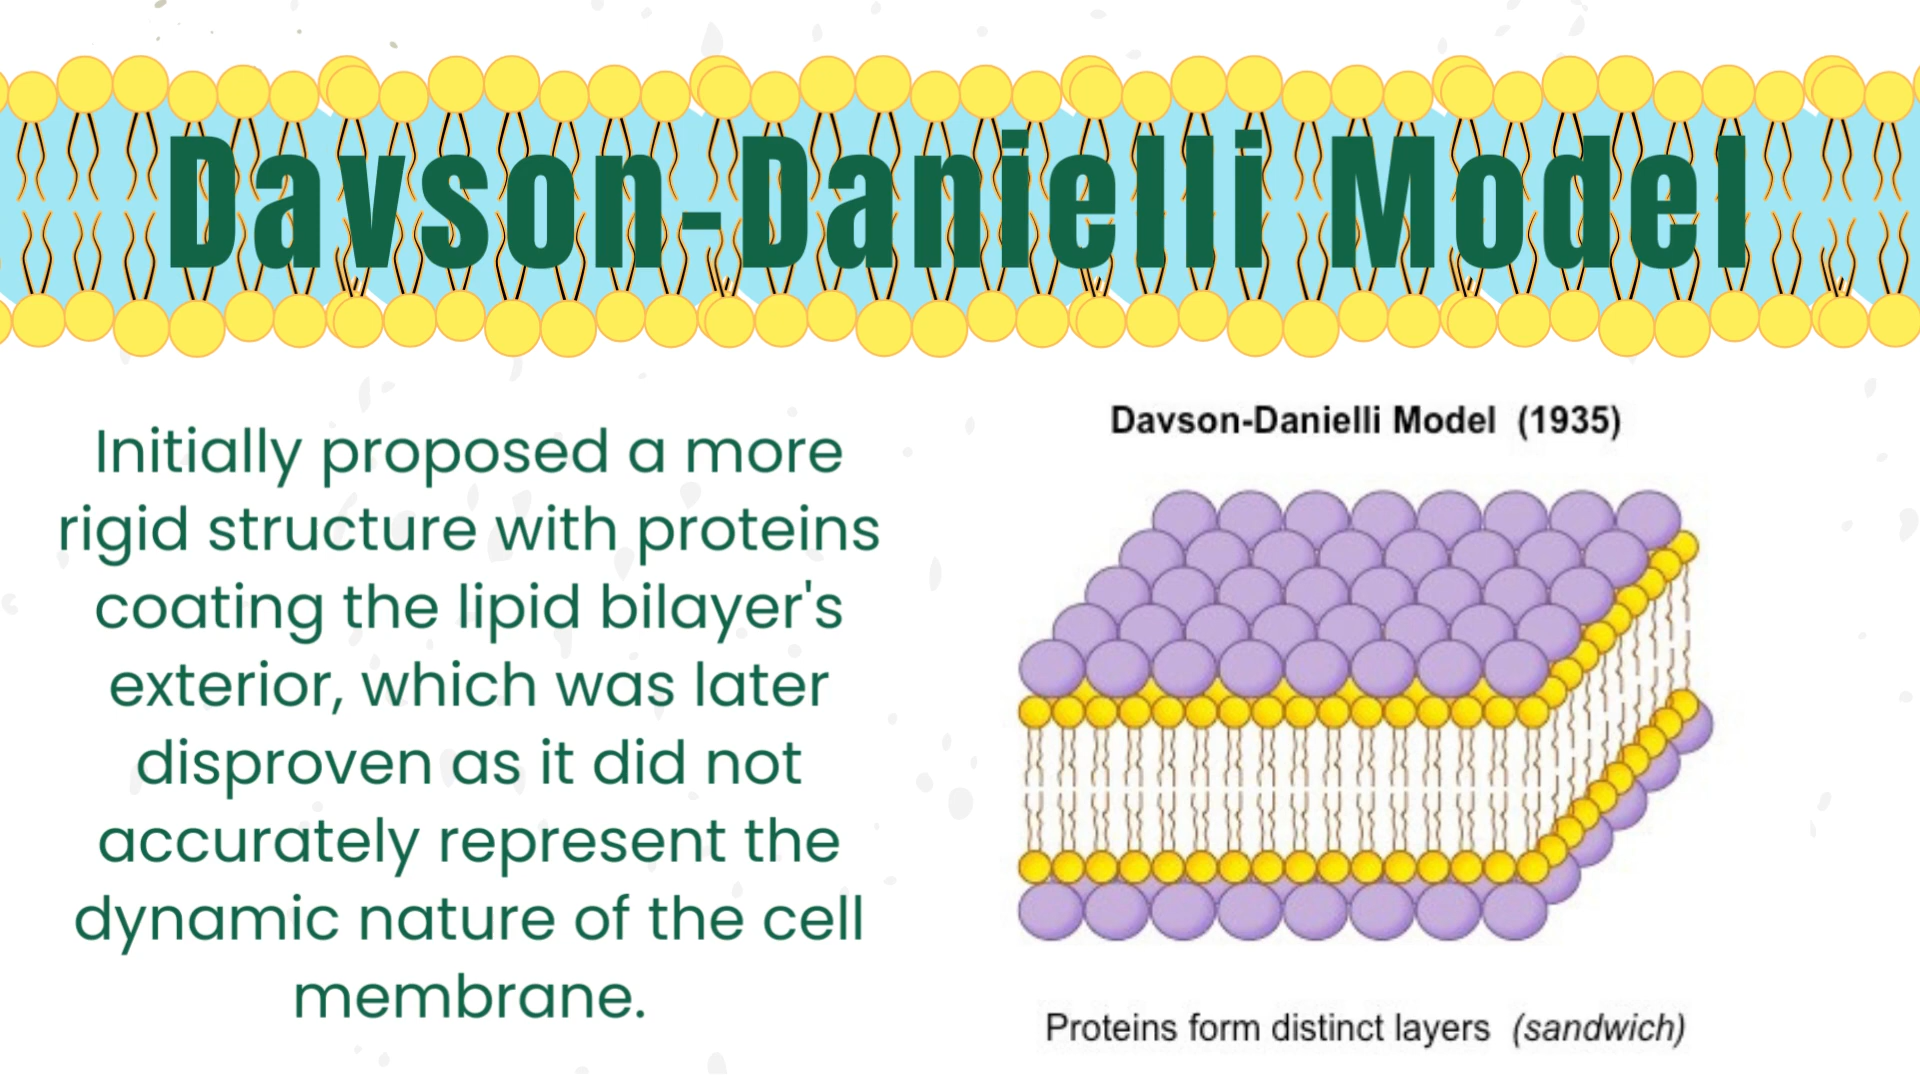 Davson-Danielli Model
Initially proposed a more
rigid structure with proteins
coating the lipid bilayer's
exterior, which was later
disproven as it did not
accurately represent the
dynamic nature of the cell
membrane.
Davson-Danielli Model (1935)
Proteins form distinct layers (sandwich)